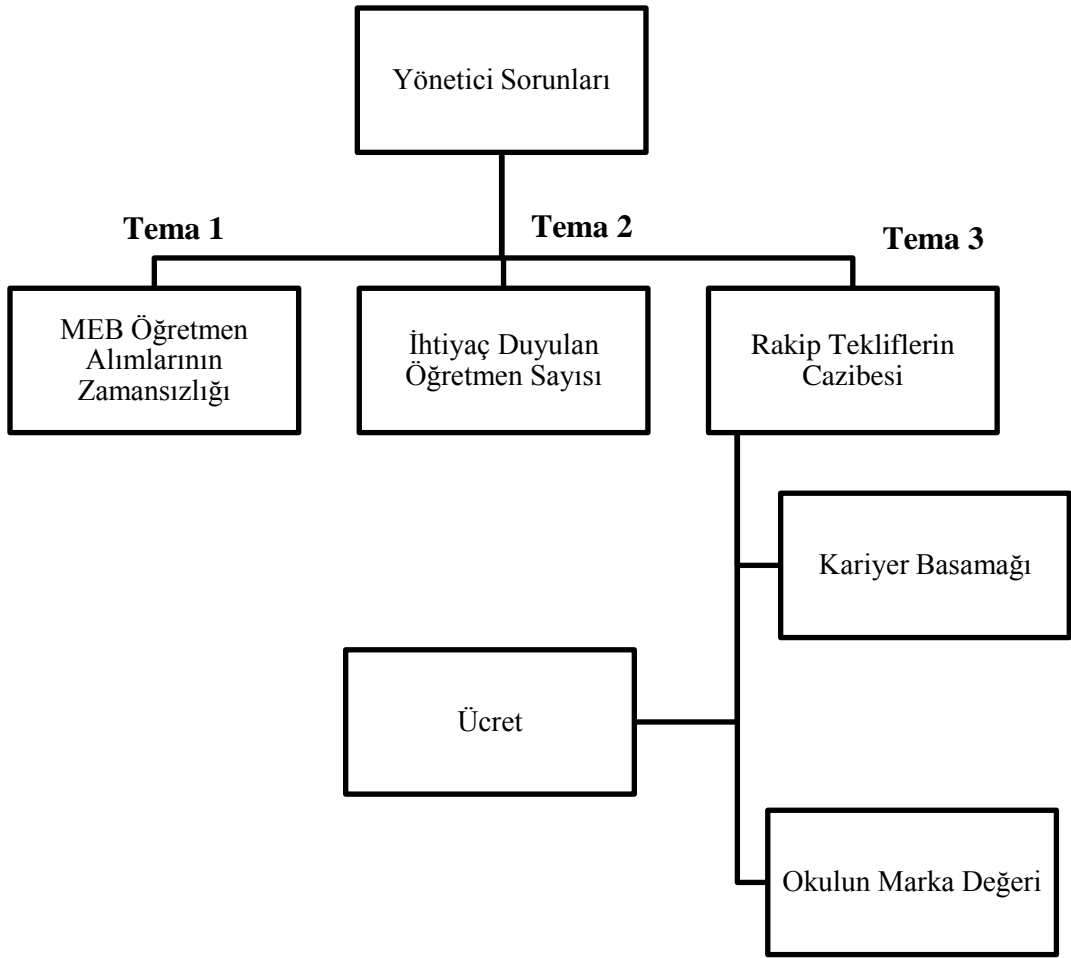 Yönetici Sorunları
Tema 1
Tema 2
Tema 3
MEB Öğretmen
Alımlarının
Zamansızlığı
İhtiyaç Duyulan
Öğretmen Sayısı
Rakip Tekliflerin
Cazibesi
Kariyer Basamağı
Ücret
Okulun Marka Değeri